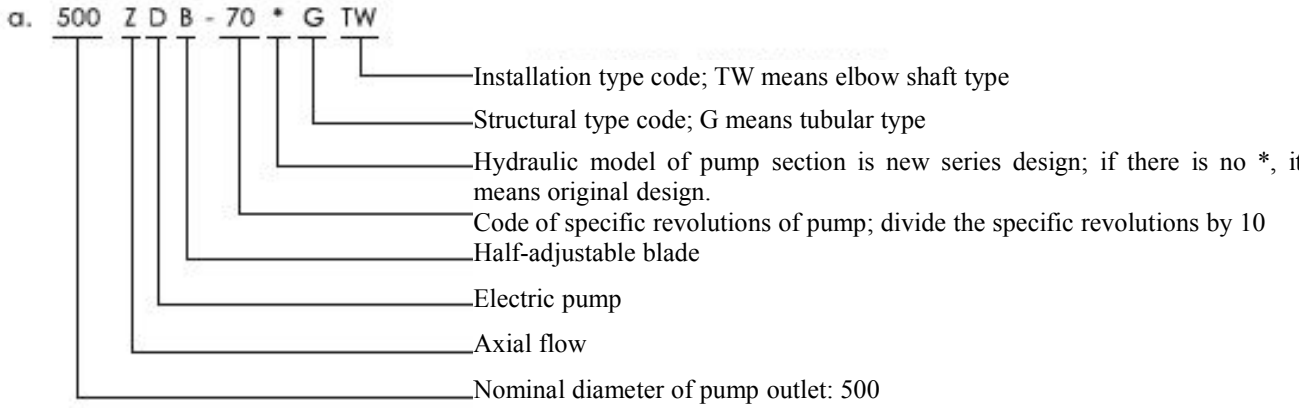 a. 500 Z D B - 70 * G TW
Installation type code; TW means elbow shaft type
Structural type code; G means tubular type
Hydraulic model of pump section is new series design; if there is no *, it
means original design.
Code of specific revolutions of pump; divide the specific revolutions by 10
Half-adjustable blade
Electric pump
Axial flow
Nominal diameter of pump outlet: 500